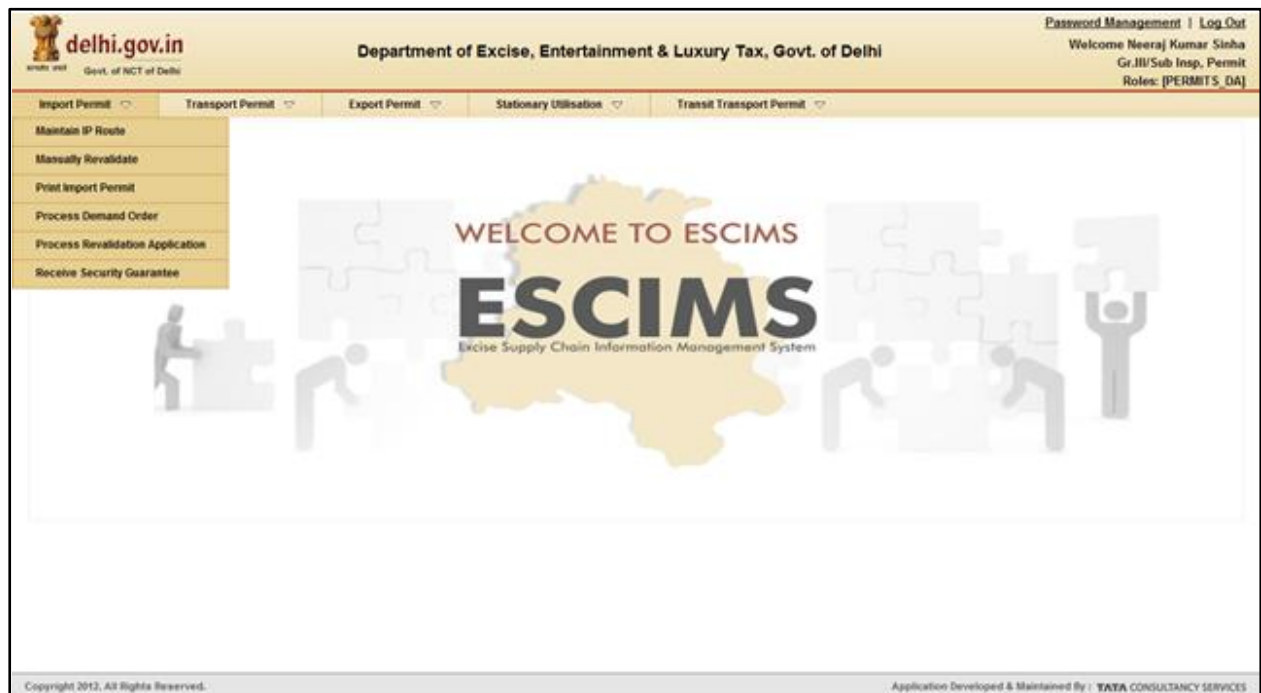 Password Management | Log Out
delhi.gov.in
Govt. of NCT of Delhi
Department of Excise, Entertainment & Luxury Tax, Govt. of Delhi
Welcome Neeraj Kumar Sinha
Gr.III/Sub Insp. Permit
Roles: [PERMITS_DA]
Import Permit Transport Permit Export Permit Stationary Utilisation Transit Transport Permit
Maintain IP Route
Manually Revalidate
Print Import Permit
Process Demand Order
Process Revalidation Application
Receive Security Guarantee
WELCOME TO ESCIMS
ESCIMS
Excise Supply Chain Information Management System
Copyright 2013, All Rights Reserved. Application Developed & Maintained By : TATA CONSULTANCY SERVICES